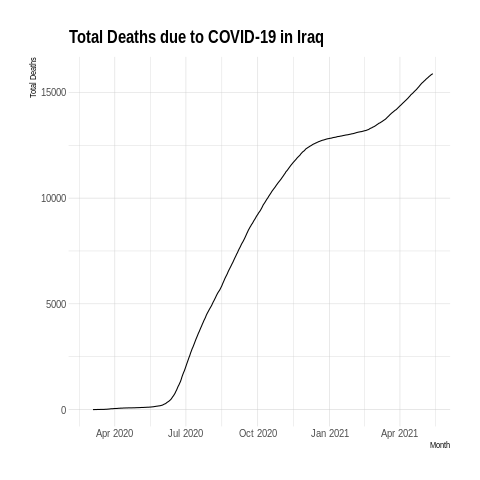 Total Deaths due to COVID-19 in Iraq
Total Deaths
15000
10000
5000
0
Apr 2020 Jul 2020 Oct 2020 Jan 2021 Apr 2021
Month